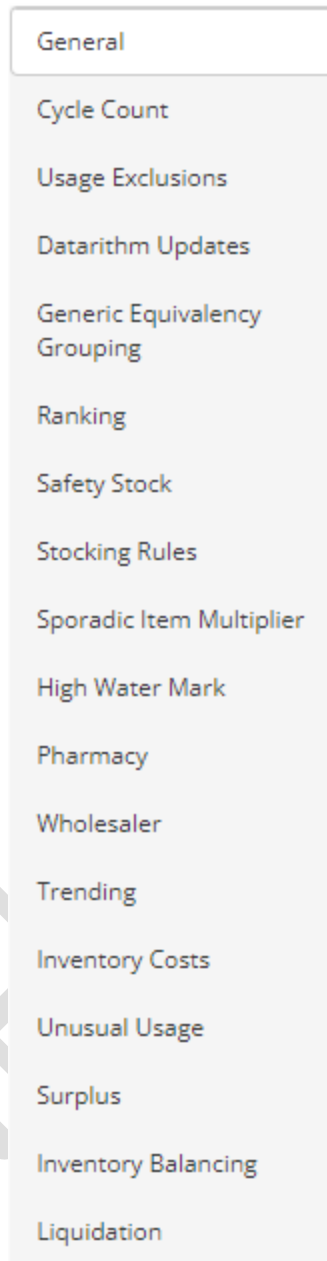 General
Cycle Count
Usage Exclusions
Datarithm Updates
Generic Equivalency
Grouping
Ranking
Safety Stock
Stocking Rules
Sporadic Item Multiplier
High Water Mark
Pharmacy
Wholesaler
Trending
Inventory Costs
Unusual Usage
Surplus
Inventory Balancing
Liquidation